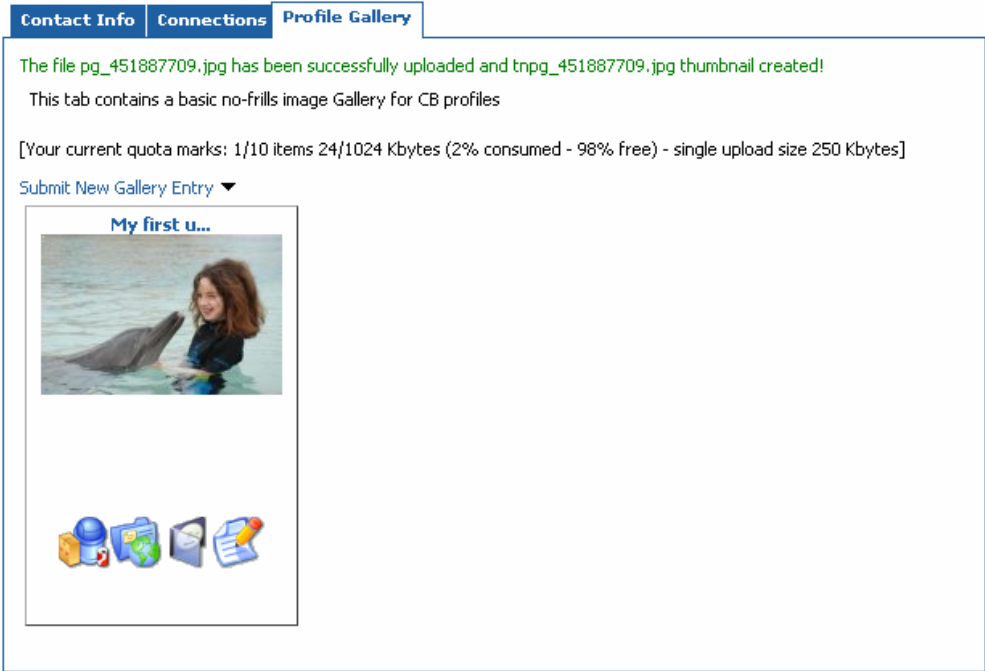 Contact Info
Connections
Profile Gallery
The file pg_451887709.jpg has been successfully uploaded and tnpg_451887709.jpg thumbnail created!
This tab contains a basic no-frills image Gallery for CB profiles
[Your current quota marks: 1/10 items 24/1024 Kbytes (2% consumed - 98% free) - single upload size 250 Kbytes]
Submit New Gallery Entry
My first u...